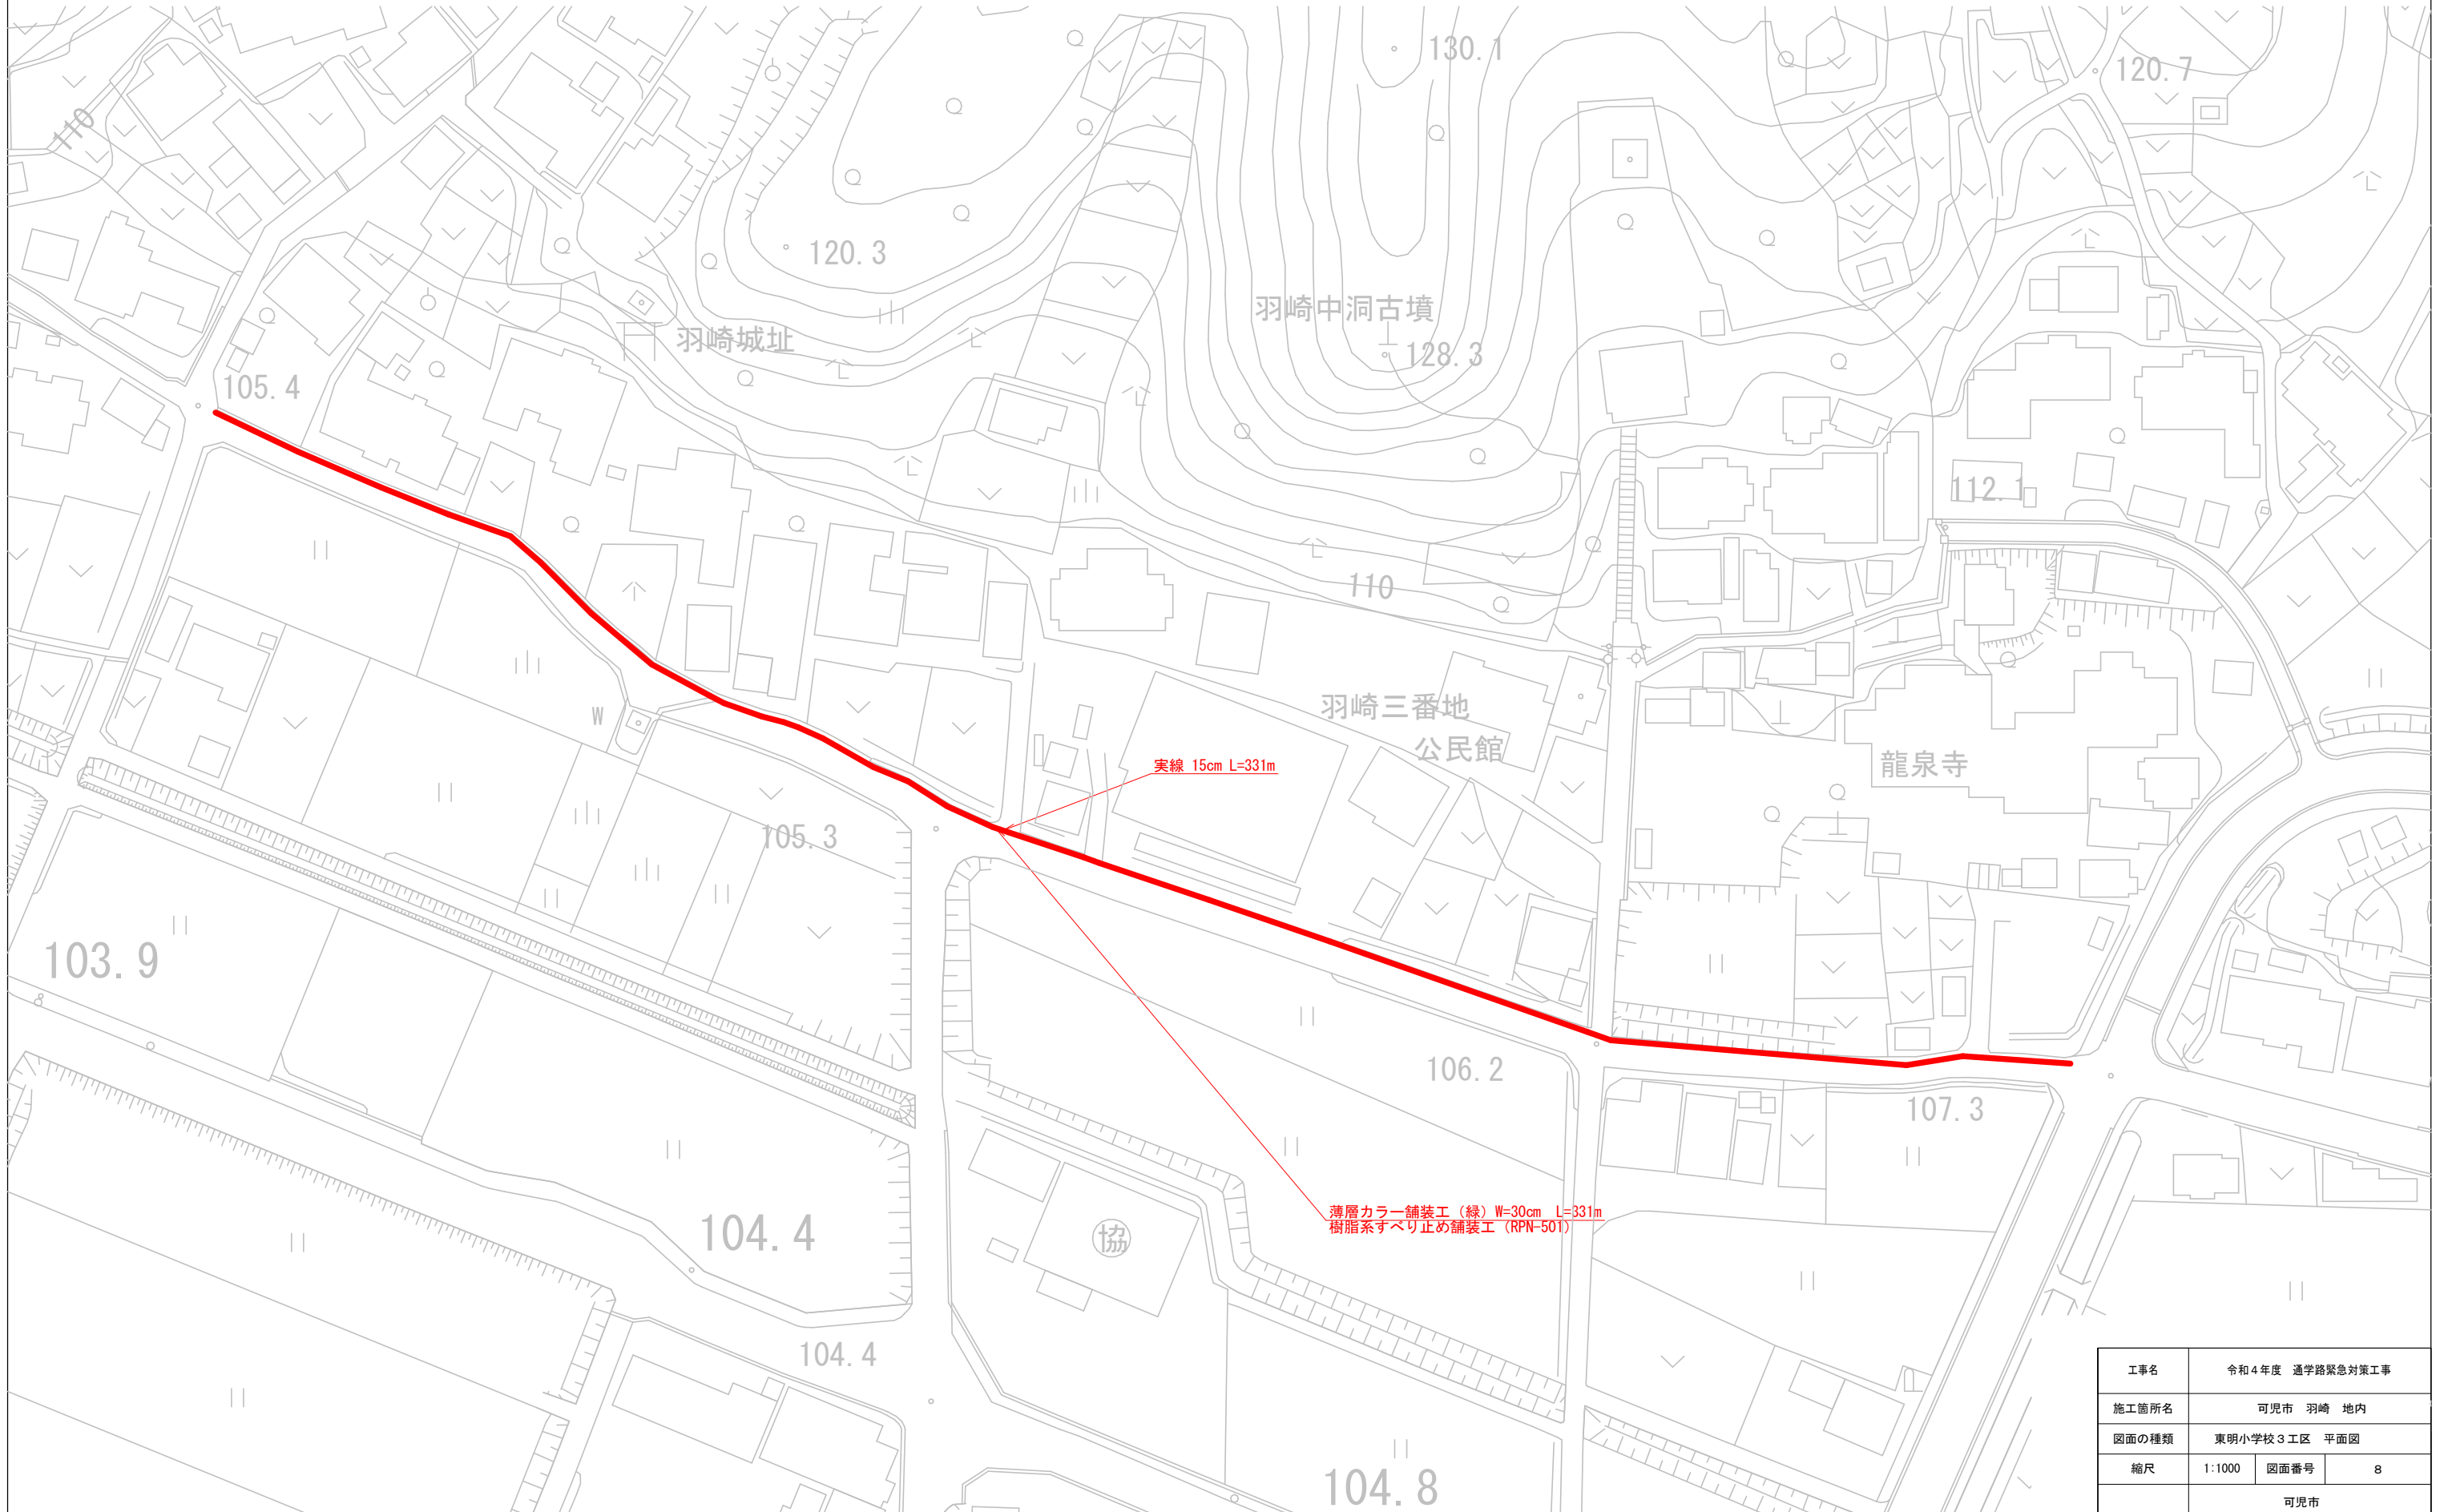 130.1
120.7
110
120.3
羽崎中洞古墳
羽崎城址
128.3
105.4
112.1
110
羽崎三番地
公民館
W
龍泉寺
実線 15cm L=331m
105.3
103.9
106.2
107.3
薄層カラー舗装工（緑）W=30cm L=331m
樹脂系すべり止め舗装工（RPN-501）
104.4
協
104.4
104.8
工事名 令和4年度 通学路緊急対策工事
施工箇所名 可児市 羽崎 地内
図面の種類 東明小学校3工区 平面図
縮尺 1:1000 図面番号 8
可児市